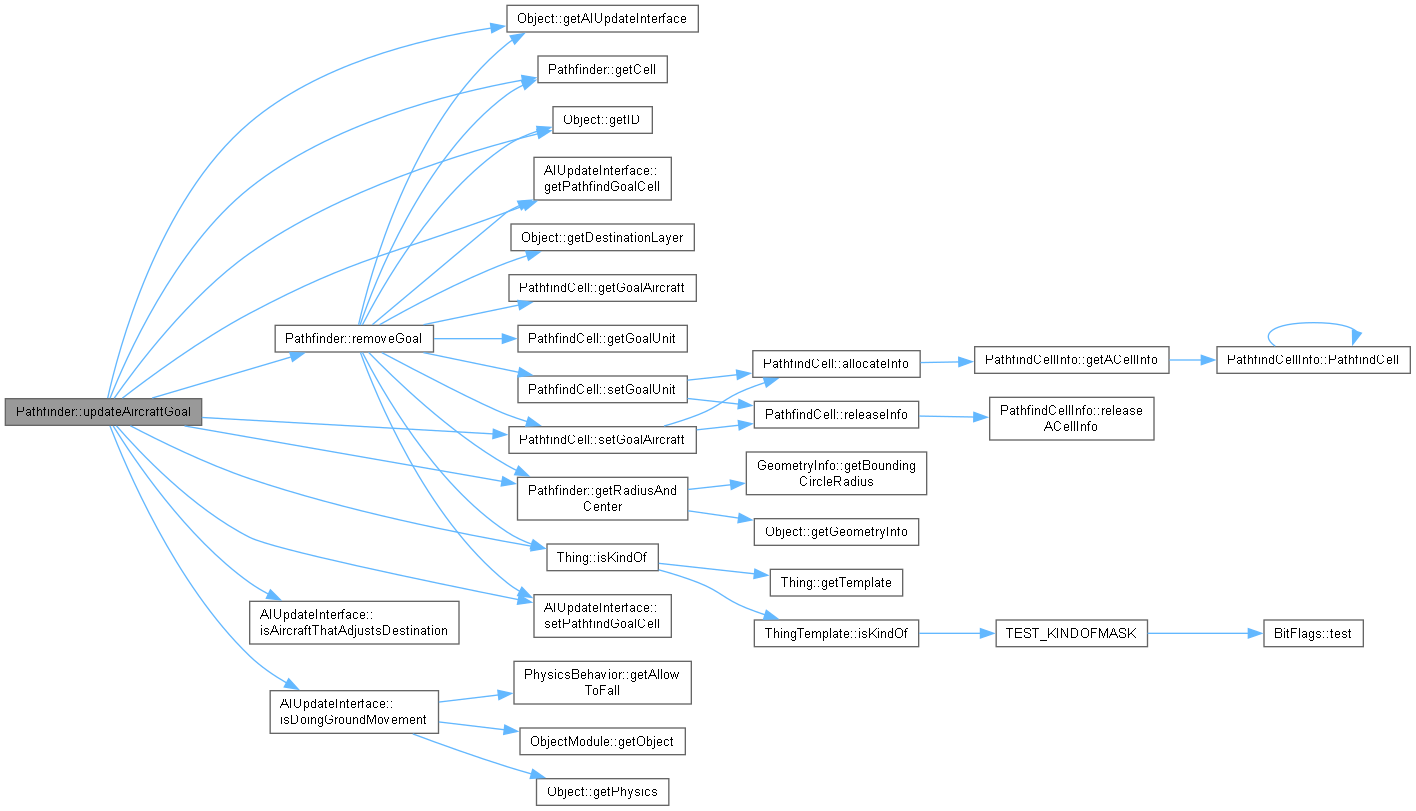 Object::getAIUpdateInterface
Pathfinder::getCell
Object::getID
AIUpdateInterface::
getPathfindGoalCell
Object::getDestinationLayer
PathfindCell::getGoalAircraft
Pathfinder::removeGoal
PathfindCell::getGoalUnit
PathfindCell::allocateInfo
PathfindCellInfo::getACellInfo
PathfindCellInfo::PathfindCell
PathfindCell::setGoalUnit
Pathfinder::updateAircraftGoal
PathfindCell::releaseInfo
PathfindCellInfo::release
ACellInfo
PathfindCell::setGoalAircraft
GeometryInfo::getBounding
CircleRadius
Pathfinder::getRadiusAnd
Center
Object::getGeometryInfo
Thing::isKindOf
Thing::getTemplate
AIUpdateInterface::
isAircraftThatAdjustsDestination
AIUpdateInterface::
setPathfindGoalCell
ThingTemplate::isKindOf
TEST_KINDOFMASK
BitFlags::test
PhysicsBehavior::getAllow
ToFall
AIUpdateInterface::
isDoingGroundMovement
ObjectModule::getObject
Object::getPhysics